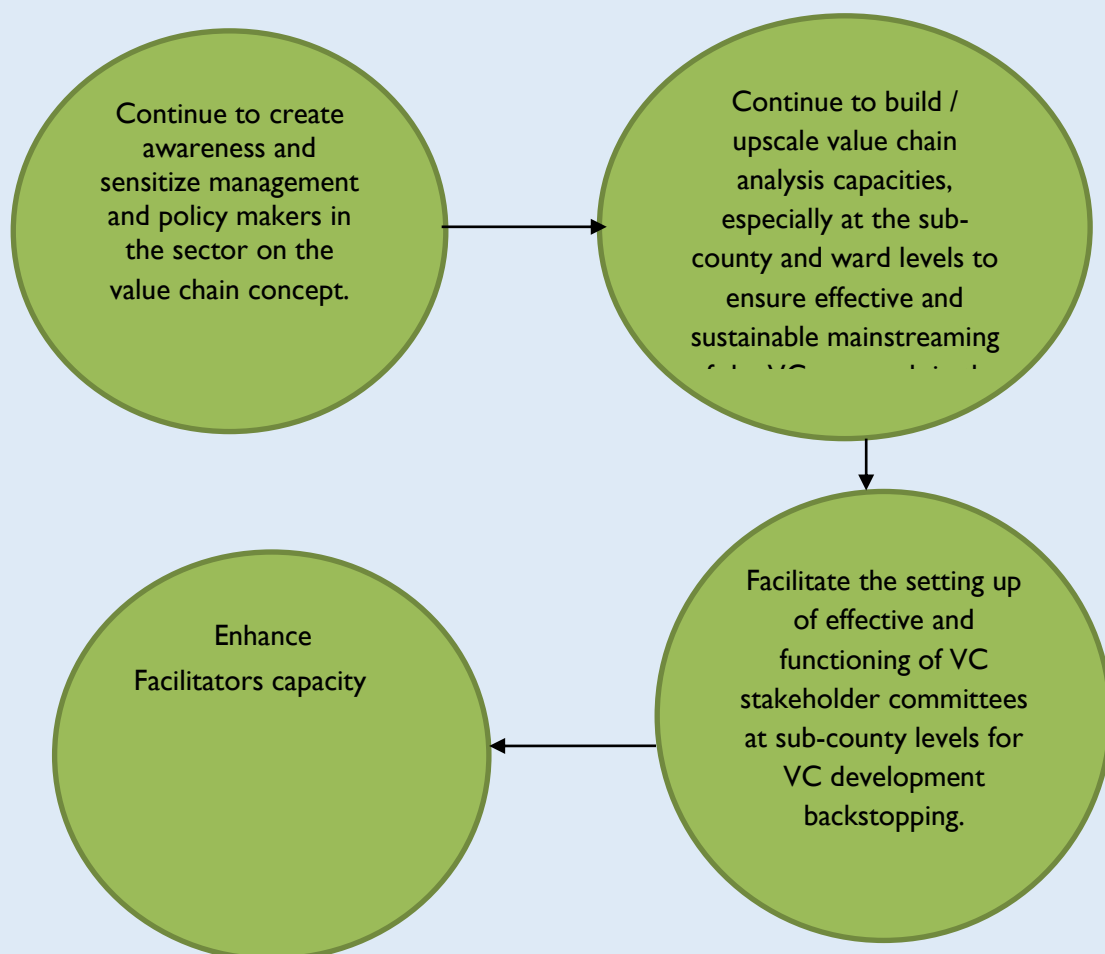 Continue to create
awareness and
sensitize management
and policy makers in
the sector on the
value chain concept.
Continue to build /
upscale value chain
analysis capacities,
especially at the sub-
county and ward levels to
ensure effective and
sustainable mainstreaming
Facilitate the setting up
of effective and
functioning of VC
stakeholder committees
at sub-county levels for
VC development
backstopping.
Enhance
Facilitators capacity